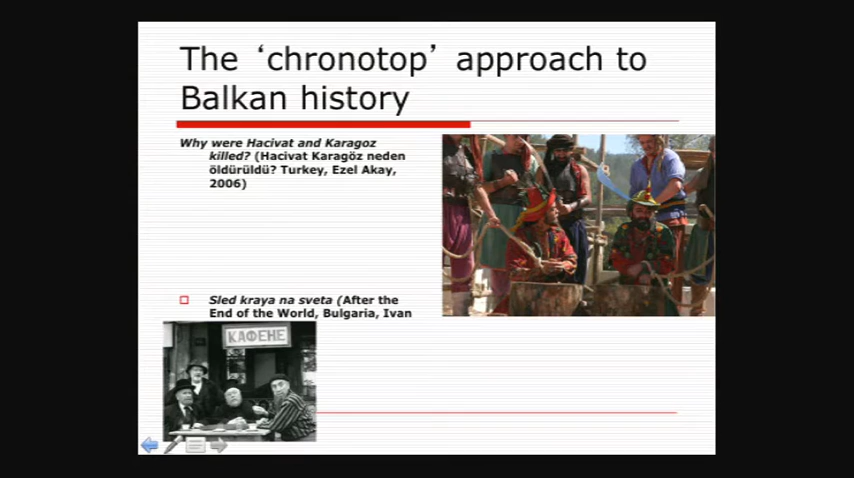 The ‘chronotop’ approach to
Balkan history
Why were Hacivat and Karagoz
killed? (Hacivat Karagöz neden
öldürüldü? Turkey, Ezel Akay,
2006)
Sled kraya na sveta (After the
End of the World, Bulgaria, Ivan
КАФЕНЕ